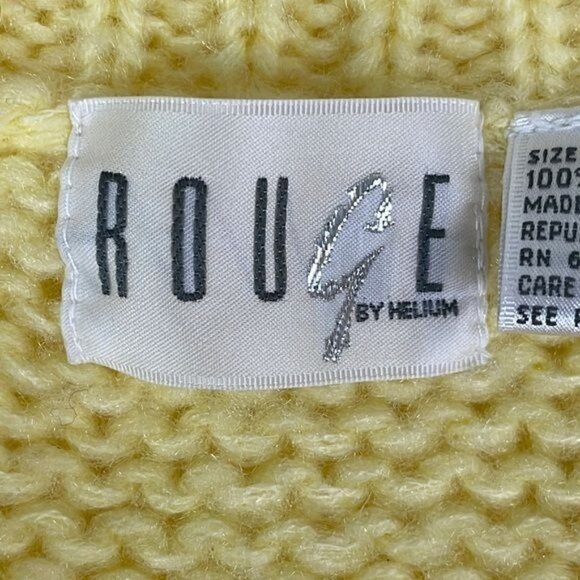 ROUGE
BY HELIUM
SIZE
100%
MADE
REPU
RN 6
CARE
SEE